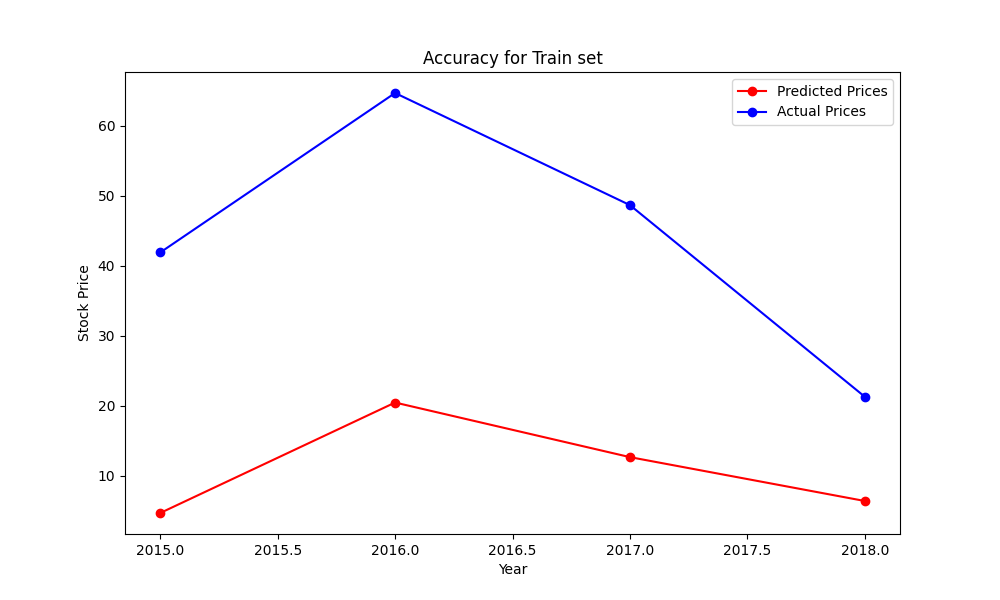 Accuracy for Train set
Predicted Prices
Actual Prices
60
50
40
30
20
10
Stock Price
2015.0 2015.5 2016.0 2016.5 2017.0 2017.5 2018.0
Year